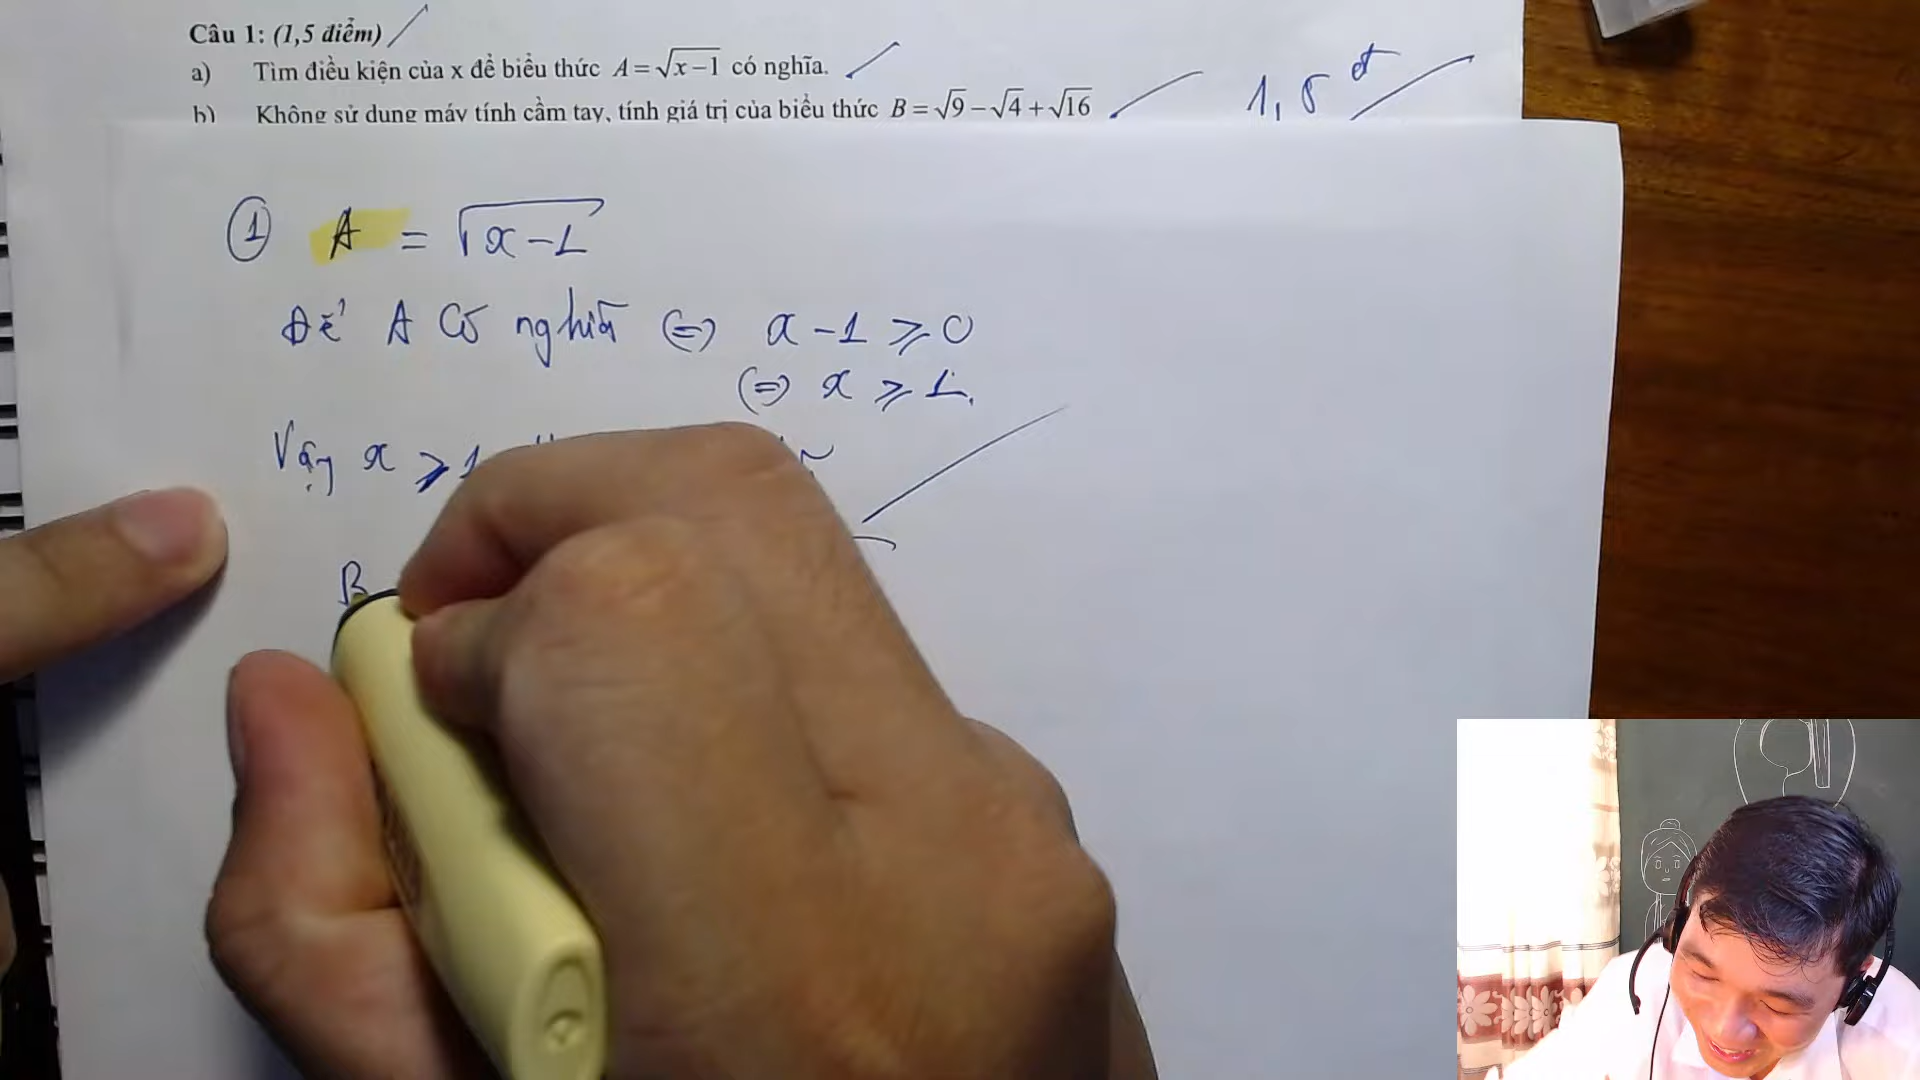 Câu 1: (1,5 điểm)
a) Tìm điều kiện của x để biểu thức A = √x−1 có nghĩa.
b) Không sử dụng máy tính cầm tay, tính giá trị của biểu thức B = √9 − √4 + √16
1,5 đ
① A = √x − 1
Để A có nghĩa <=> x − 1 ≥ 0
<=> x ≥ 1.
Vậy x ≥ 1
B